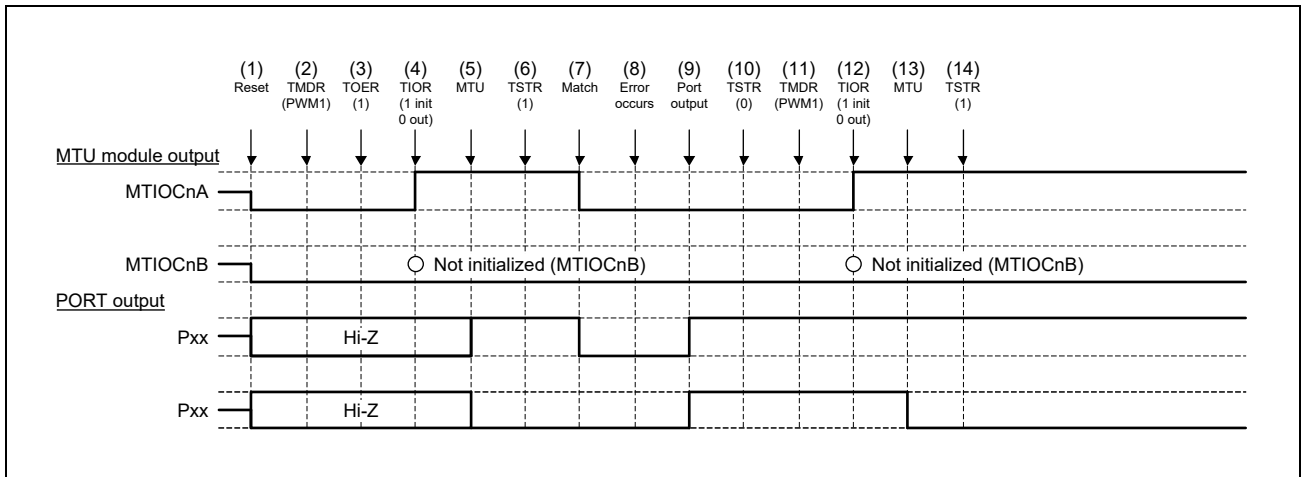 (1) (2) (3) (4) (5) (6) (7) (8) (9) (10) (11) (12) (13) (14)
Reset TMDR TOER TIOR MTU TSTR Match Error Port TSTR TMDR TIOR MTU TSTR
(PWM1) (1) (1 init (1) occurs output (0) (PWM1) (1 init (1)
0 out) 0 out)
MTU module output
MTIOCnA
MTIOCnB Not initialized (MTIOCnB) Not initialized (MTIOCnB)
PORT output
Pxx Hi-Z
Pxx Hi-Z